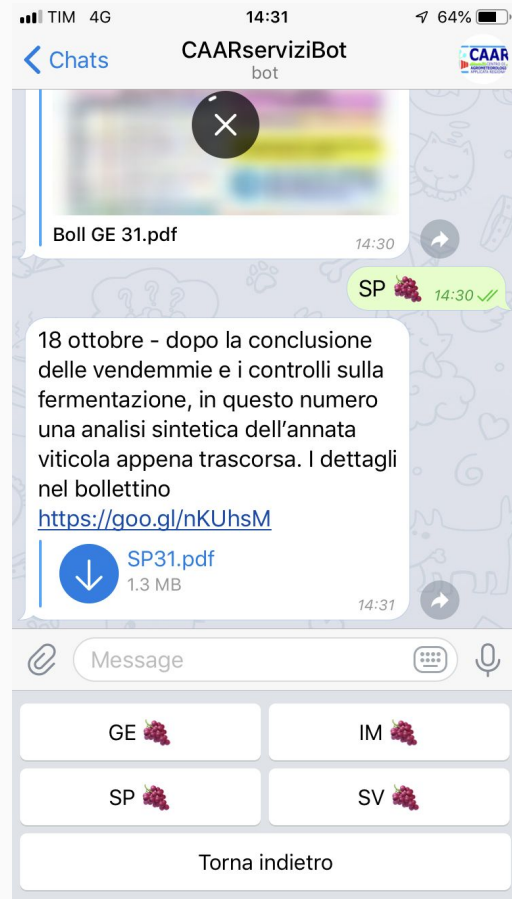 TIM 4G 14:31 64%
Chats CAARserviziBot
bot
CAAR
Boll GE 31.pdf
14:30
SP 🍇 14:30
18 ottobre - dopo la conclusione
delle vendemmie e i controlli sulla
fermentazione, in questo numero
una analisi sintetica dell'annata
viticola appena trascorsa. I dettagli
nel bollettino
https://goo.gl/nKUhsM
SP31.pdf
1.3 MB
14:31
Message
GE 🍇 IM 🍇
SP 🍇 SV 🍇
Torna indietro